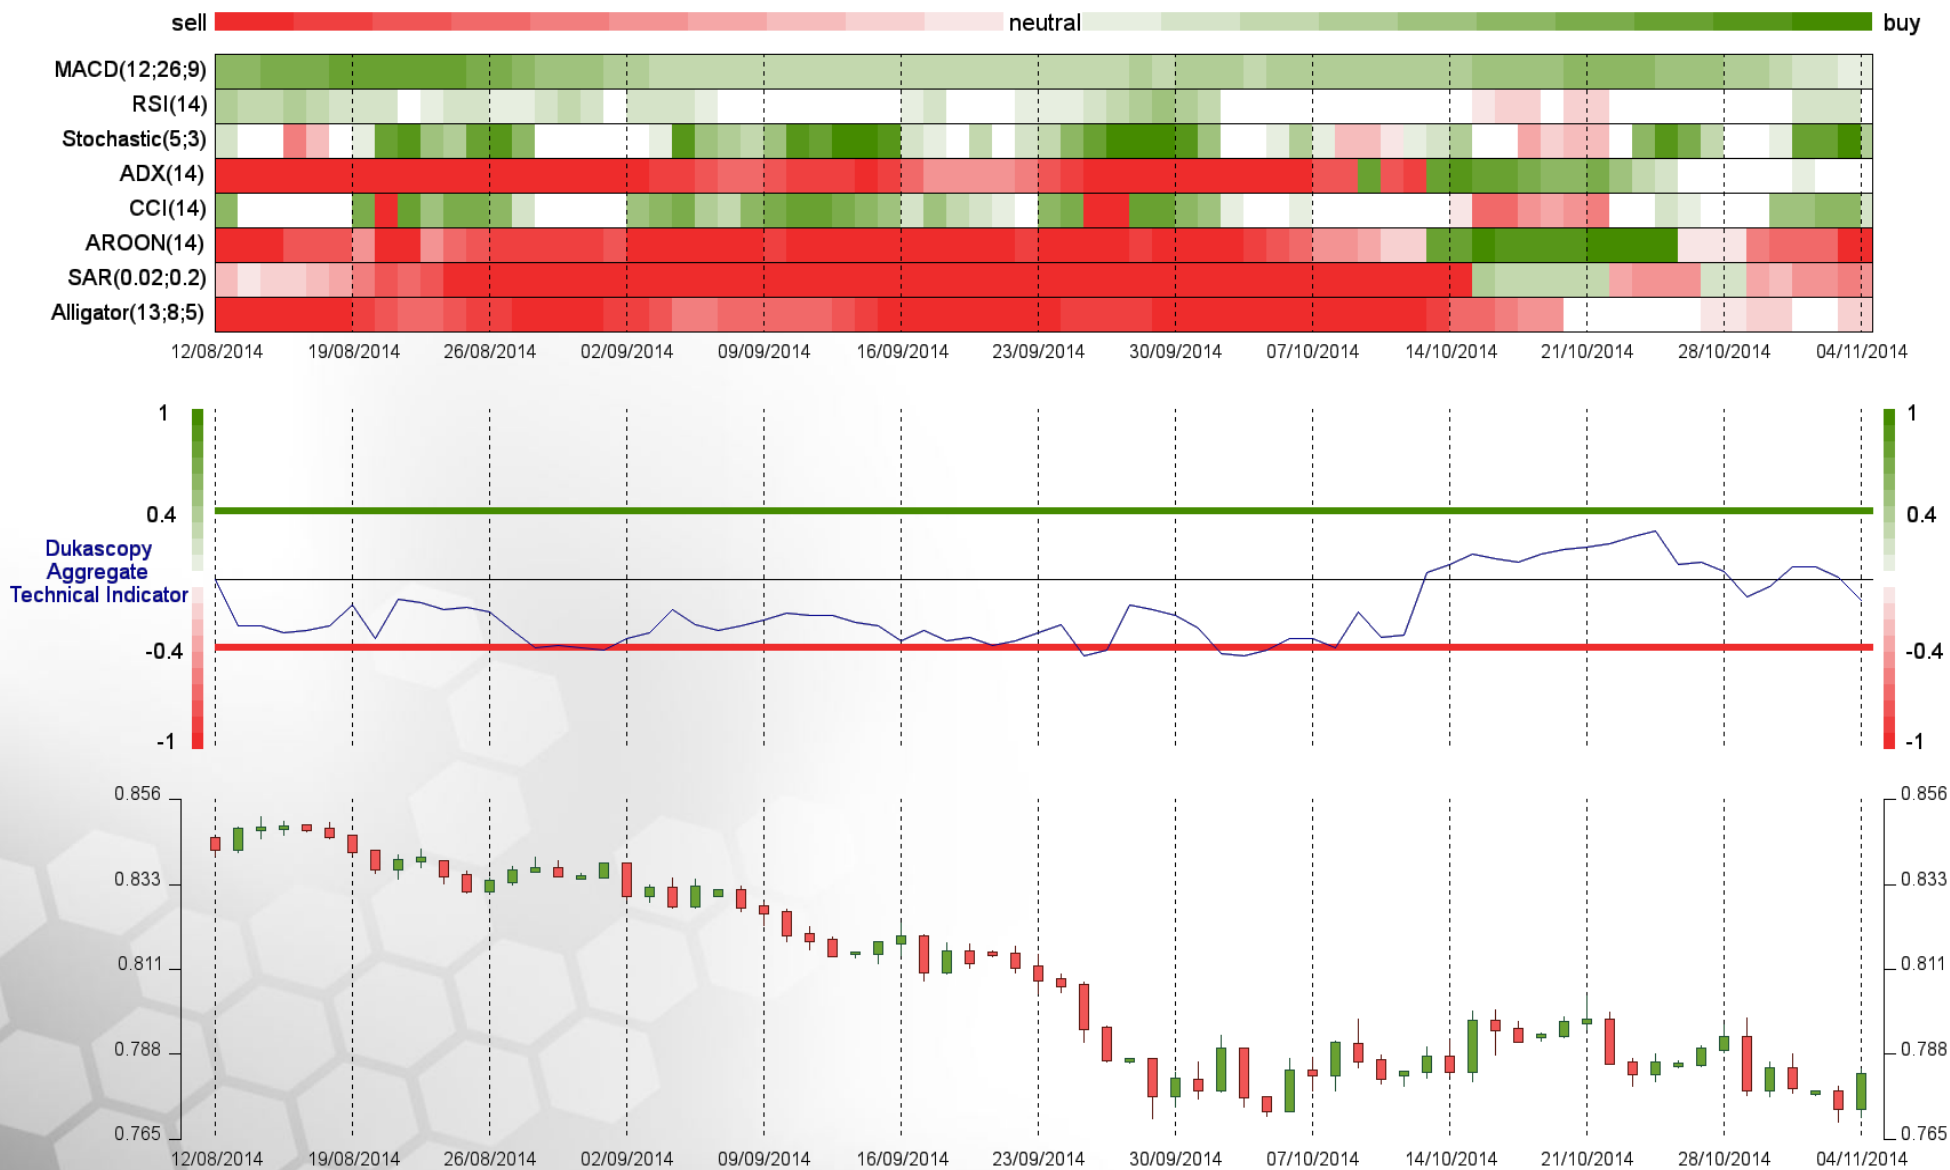 sell neutral buy
MACD(12;26;9)
RSI(14)
Stochastic(5;3)
ADX(14)
CCI(14)
AROON(14)
SAR(0.02;0.2)
Alligator(13;8;5)
12/08/2014 19/08/2014 26/08/2014 02/09/2014 09/09/2014 16/09/2014 23/09/2014 30/09/2014 07/10/2014 14/10/2014 21/10/2014 28/10/2014 04/11/2014
1 1
0.4 0.4
Dukascopy
Aggregate
Technical Indicator
-0.4 -0.4
-1 -1
0.856 0.856
0.833 0.833
0.811 0.811
0.788 0.788
0.765 0.765
12/08/2014 19/08/2014 26/08/2014 02/09/2014 09/09/2014 16/09/2014 23/09/2014 30/09/2014 07/10/2014 14/10/2014 21/10/2014 28/10/2014 04/11/2014